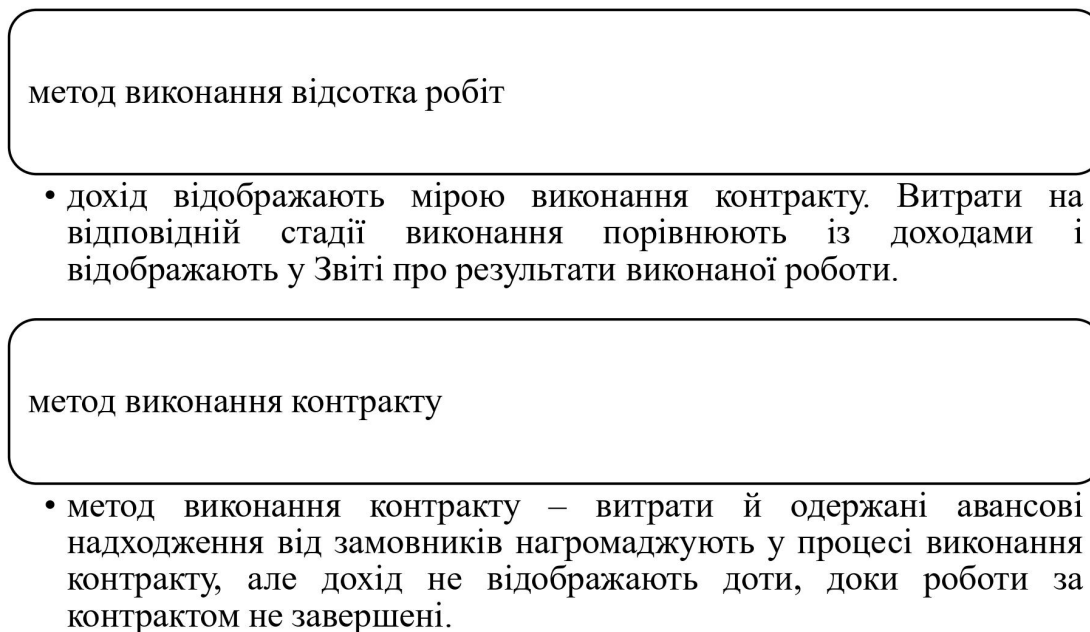 метод виконання відсотка робіт
• дохід відображають мірою виконання контракту. Витрати на
відповідній стадії виконання порівнюють із доходами і
відображають у Звіті про результати виконаної роботи.
метод виконання контракту
• метод виконання контракту – витрати й одержані авансові
надходження від замовників нагромаджують у процесі виконання
контракту, але дохід не відображають доти, доки роботи за
контрактом не завершені.